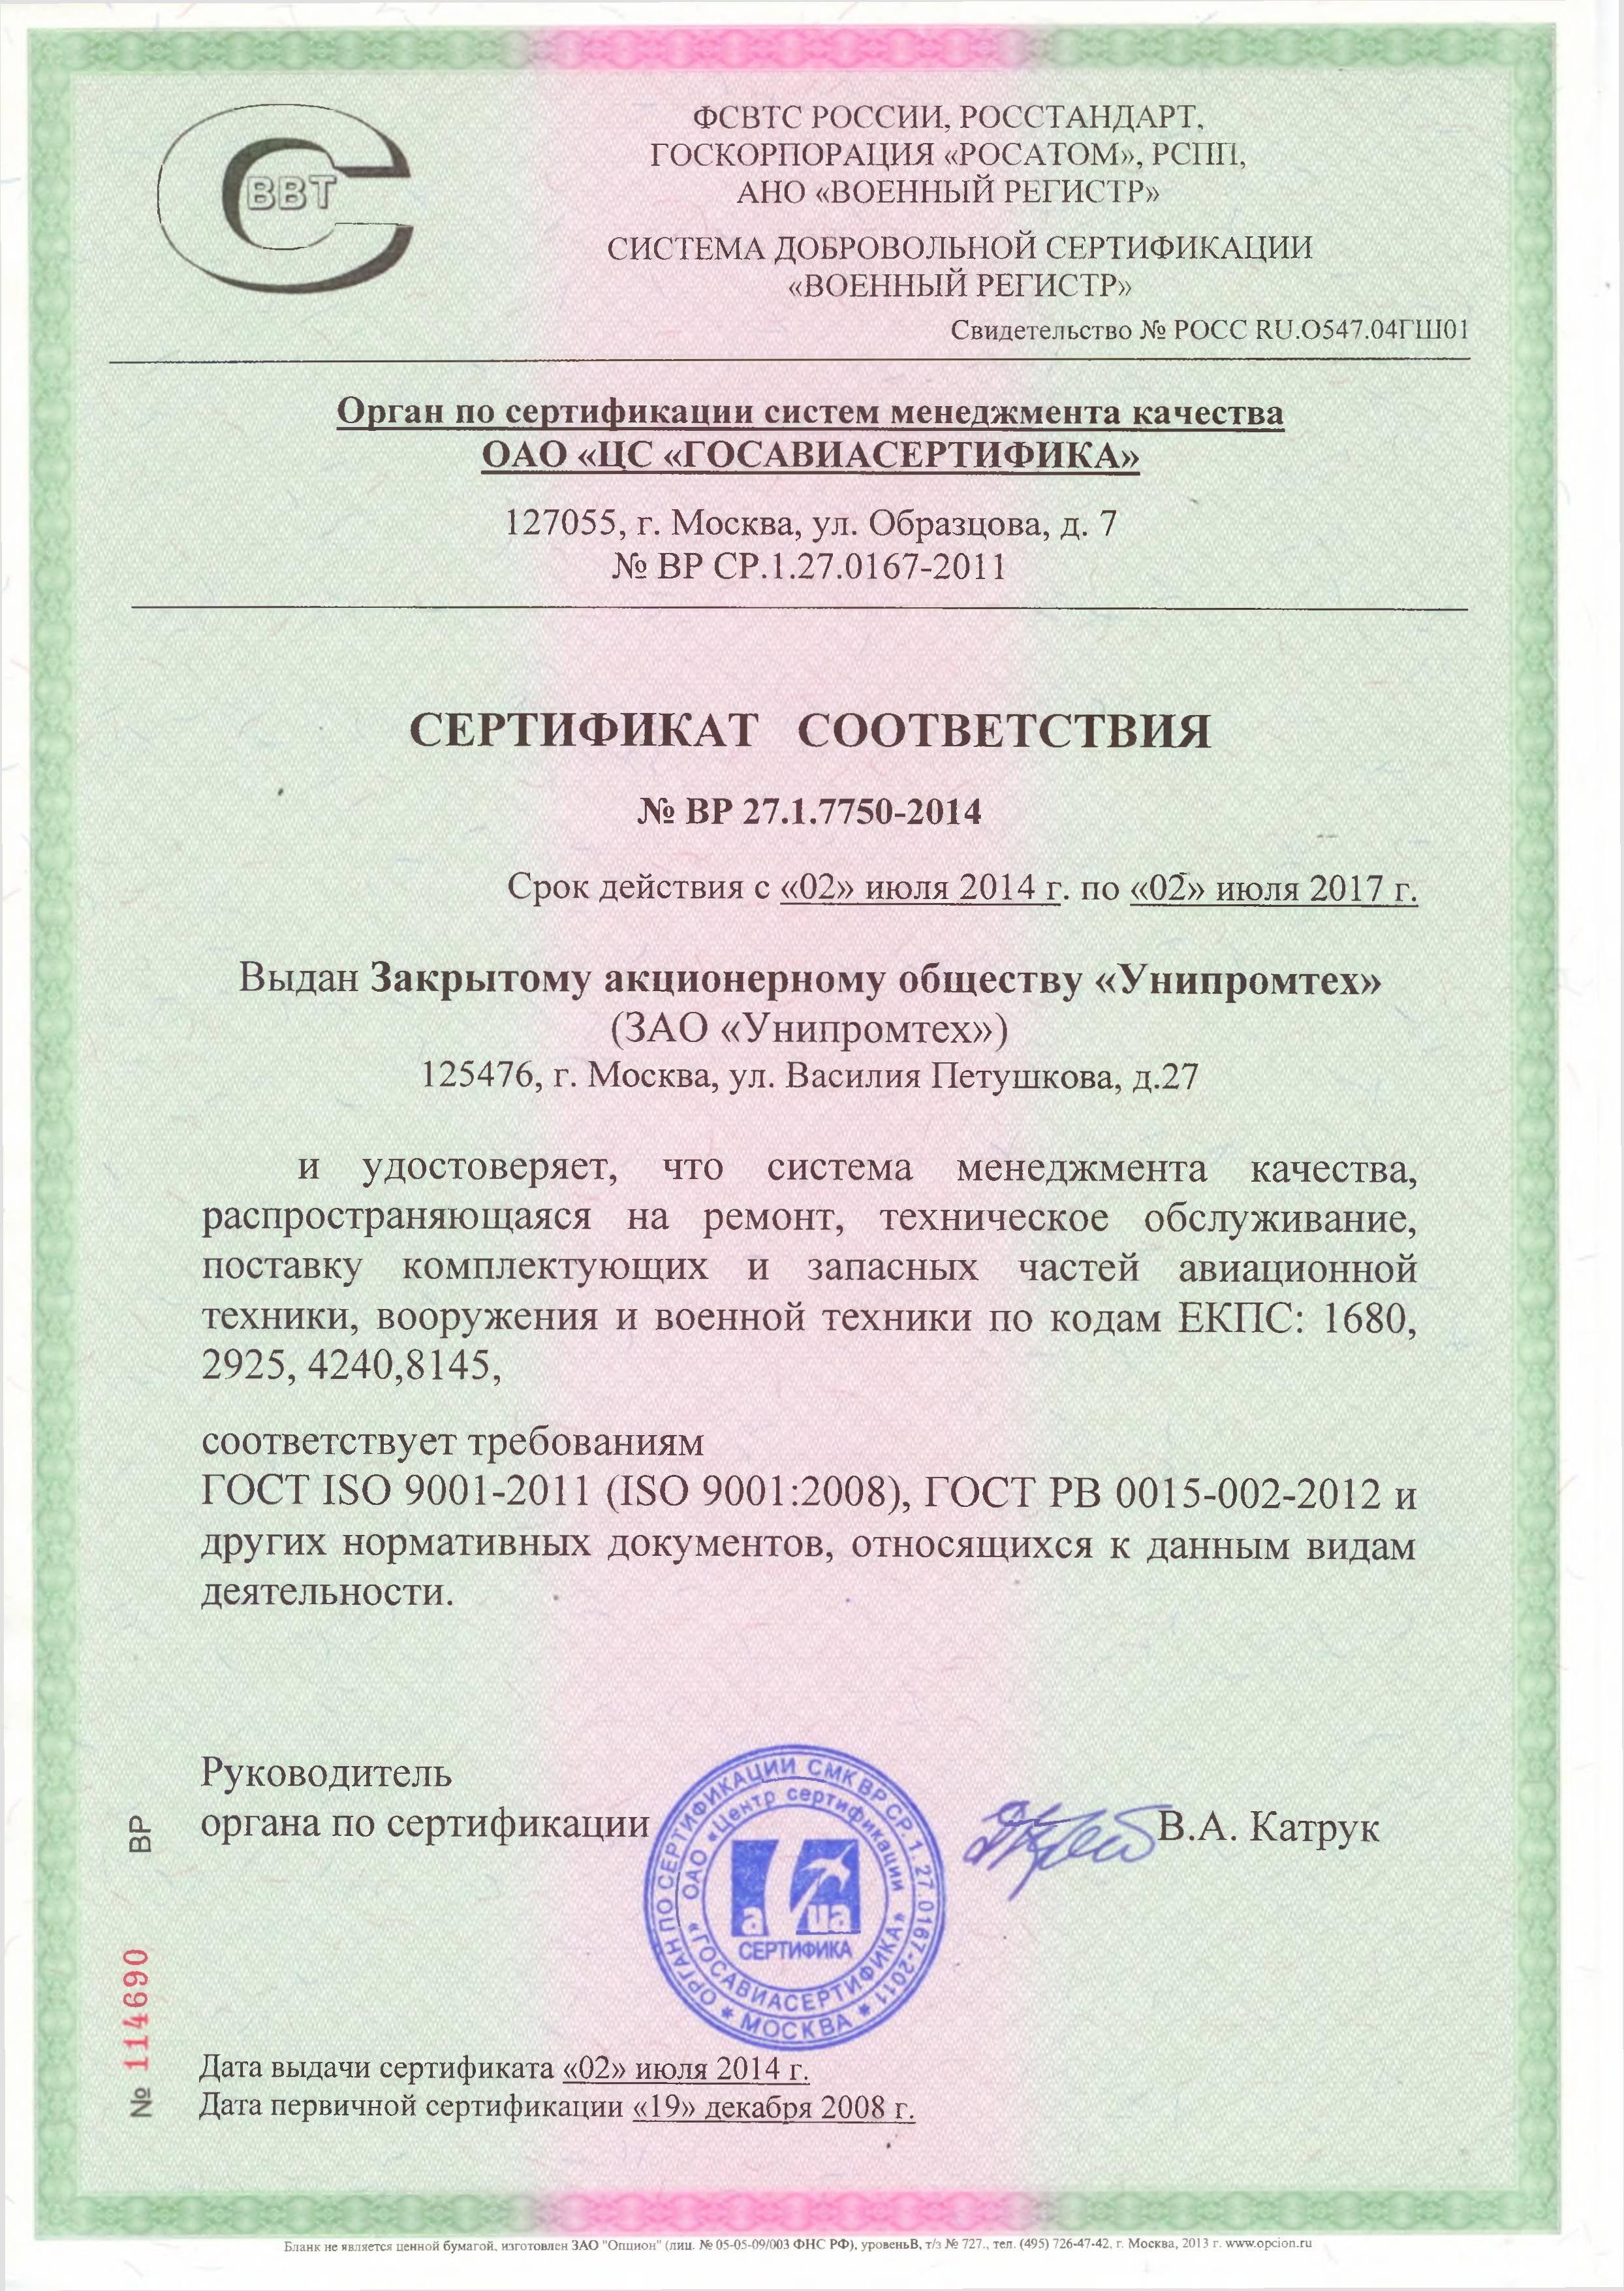 ВВТ
ФСВТС РОССИИ, РОССТАНДАРТ,
ГОСКОРПОРАЦИЯ «РОСАТОМ», РСПП,
АНО «ВОЕННЫЙ РЕГИСТР»
СИСТЕМА ДОБРОВОЛЬНОЙ СЕРТИФИКАЦИИ
«ВОЕННЫЙ РЕГИСТР»
Свидетельство № РОСС RU.О547.04ГШ01
Орган по сертификации систем менеджмента качества
ОАО «ЦС «ГОСАВИАСЕРТИФИКА»
127055, г. Москва, ул. Образцова, д. 7
№ ВР СР.1.27.0167-2011
СЕРТИФИКАТ СООТВЕТСТВИЯ
№ ВР 27.1.7750-2014
Срок действия с «02» июля 2014 г. по «02» июля 2017 г.
Выдан Закрытому акционерному обществу «Унипромтех»
(ЗАО «Унипромтех»)
125476, г. Москва, ул. Василия Петушкова, д.27
и удостоверяет, что система менеджмента качества,
распространяющаяся на ремонт, техническое обслуживание,
поставку комплектующих и запасных частей авиационной
техники, вооружения и военной техники по кодам ЕКПС: 1680,
2925, 4240,8145,
соответствует требованиям
ГОСТ ISO 9001-2011 (ISO 9001:2008), ГОСТ РВ 0015-002-2012 и
других нормативных документов, относящихся к данным видам
деятельности.
Руководитель
органа по сертификации
В.А. Катрук
ОРГАН ПО СЕРТИФИКАЦИИ СМК ВР СР.1.27.0167-2011
* МОСКВА *
ОАО «Центр сертификации
«ГОСАВИАСЕРТИФИКА»
а иа
СЕРТИФИКА
№ 114690 ВР
Дата выдачи сертификата «02» июля 2014 г.
Дата первичной сертификации «19» декабря 2008 г.
Бланк не является ценной бумагой, изготовлен ЗАО "Опцион" (лиц. № 05-05-09/003 ФНС РФ), уровеньВ, т/з № 727., тел. (495) 726-47-42, г. Москва, 2013 г. www.opcion.ru